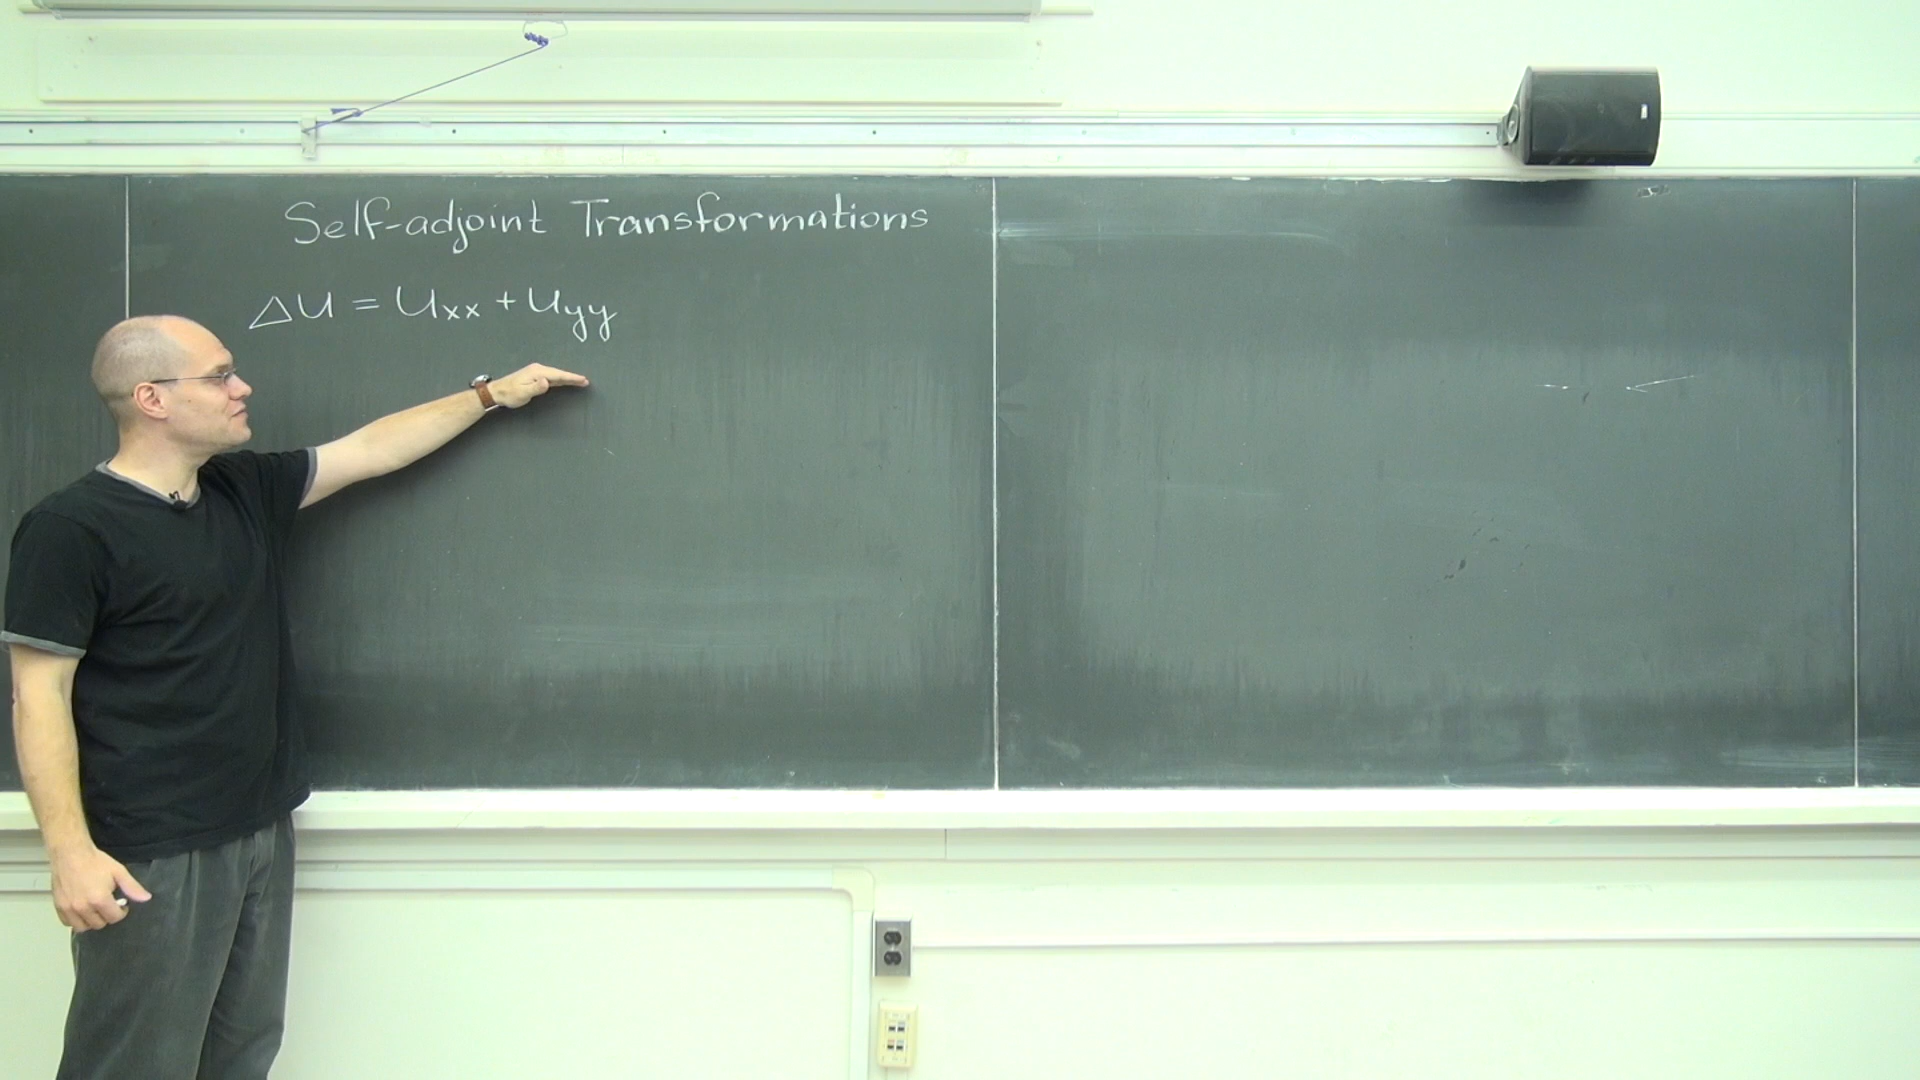 Self-adjoint Transformations
ΔU = Uxx + Uyy